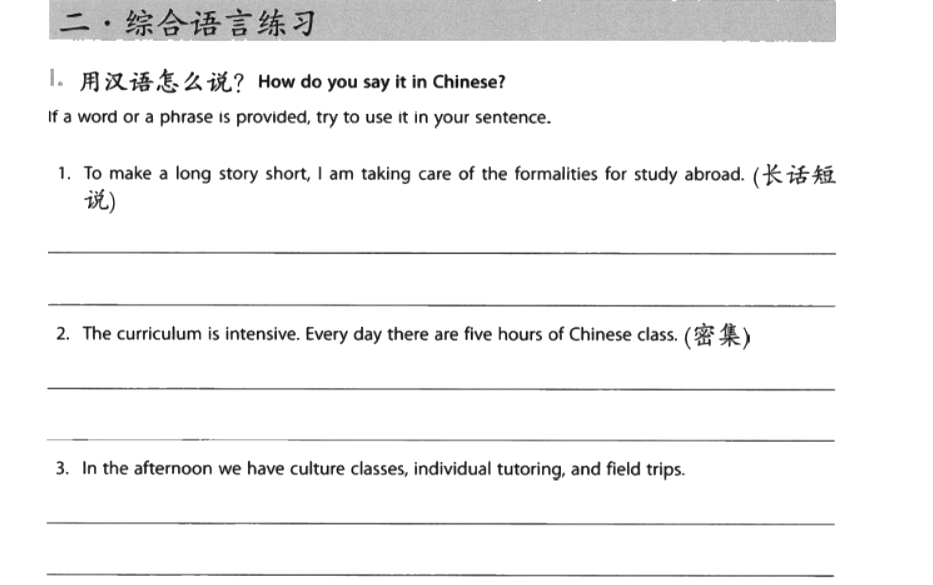 二·综合语言练习
I. 用汉语怎么说? How do you say it in Chinese?
If a word or a phrase is provided, try to use it in your sentence.
1. To make a long story short, I am taking care of the formalities for study abroad. (长话短
说)
2. The curriculum is intensive. Every day there are five hours of Chinese class. (密集)
3. In the afternoon we have culture classes, individual tutoring, and field trips.